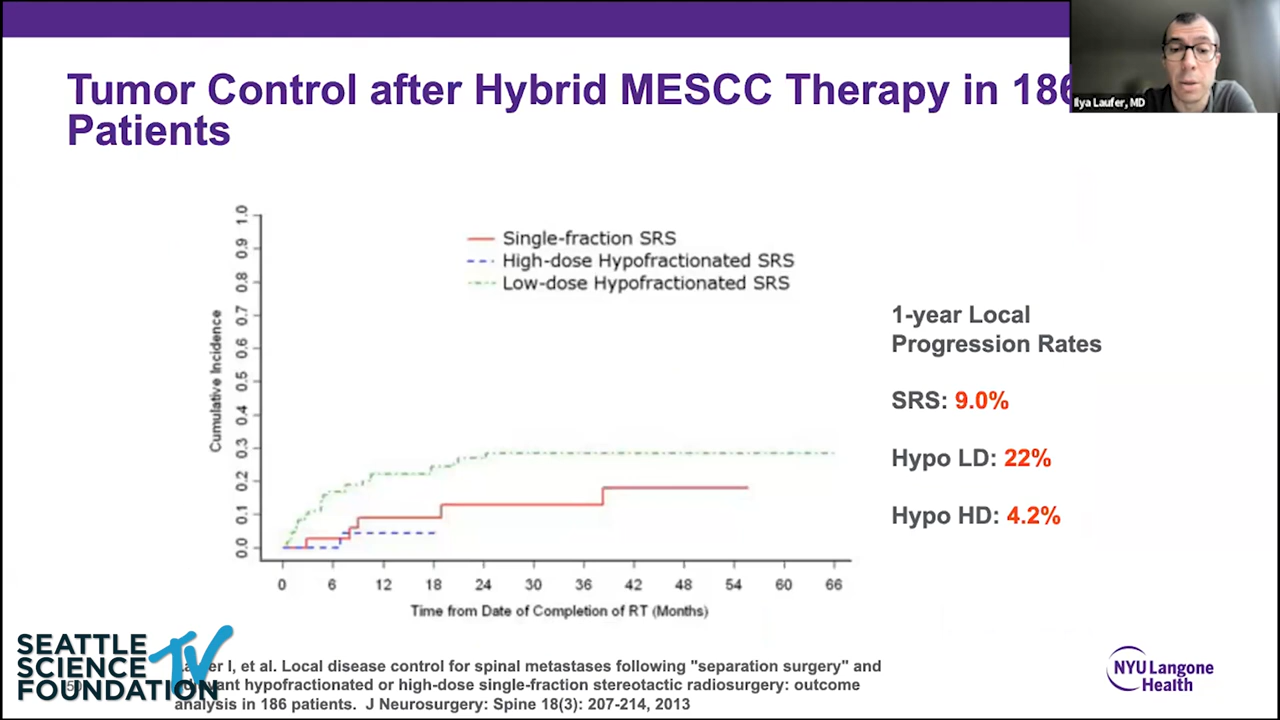 Tumor Control after Hybrid MESCC Therapy in 186
Patients
Ilya Laufer, MD
1.0
0.9
0.8
0.7
0.6
0.5
0.4
0.3
0.2
0.1
0.0
Cumulative Incidence
Single-fraction SRS
High-dose Hypofractionated SRS
Low-dose Hypofractionated SRS
0 6 12 18 24 30 36 42 48 54 60 66
Time from Date of Completion of RT (Months)
1-year Local
Progression Rates
SRS: 9.0%
Hypo LD: 22%
Hypo HD: 4.2%
SEATTLE
SCIENCE TV
FOUNDATION
I, et al. Local disease control for spinal metastases following "separation surgery" and
hypofractionated or high-dose single-fraction stereotactic radiosurgery: outcome
analysis in 186 patients. J Neurosurgery: Spine 18(3): 207-214, 2013
NYU Langone
Health